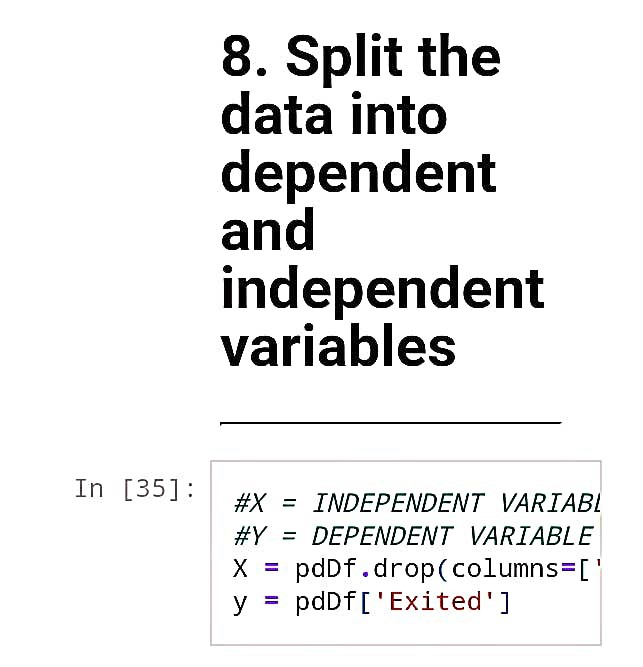 8. Split the
data into
dependent
and
independent
variables
In [35]:
#X = INDEPENDENT
#Y = DEPENDENT VARIABLE
X = pdDf.drop(columns=['
y = pdDf['Exited']